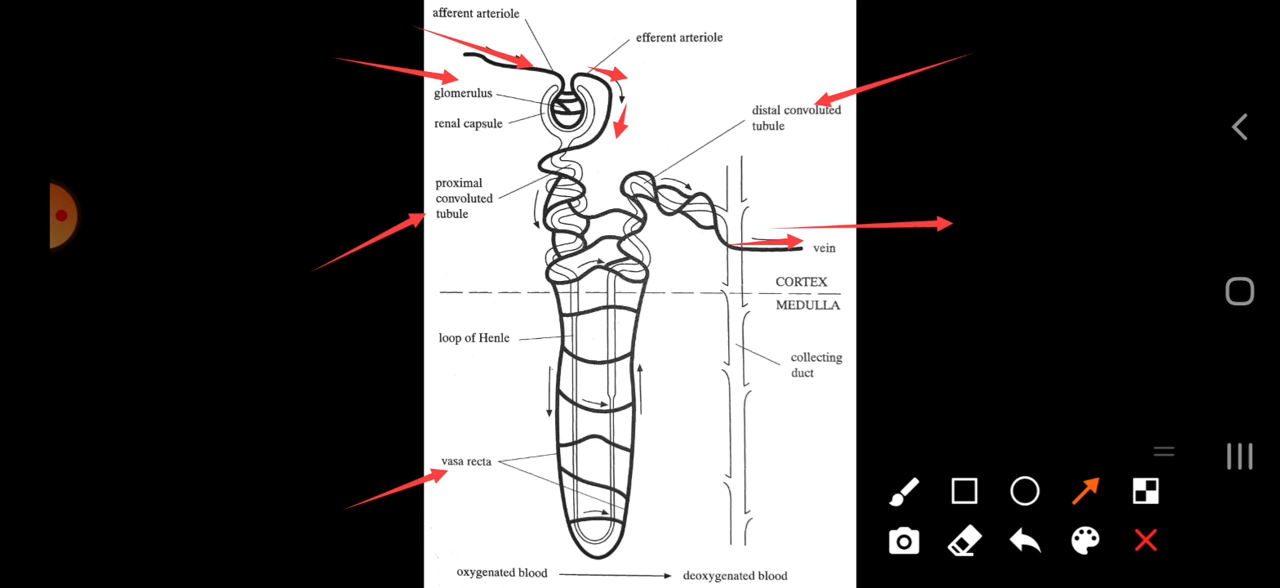 afferent arteriole
efferent arteriole
glomerulus
renal capsule
distal convoluted
tubule
proximal
convoluted
tubule
vein
CORTEX
MEDULLA
loop of Henle
collecting
duct
vasa recta
oxygenated blood
deoxygenated blood